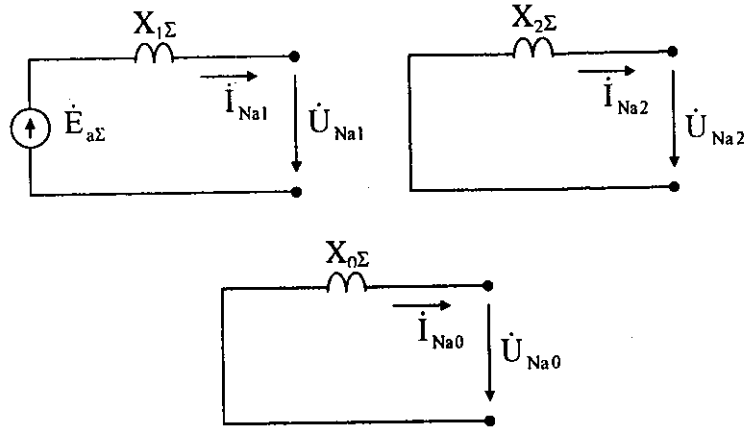 X₁Σ
İNa1
ĖaΣ
U̇Na1
X₂Σ
İNa2
U̇Na2
X₀Σ
İNa0
U̇Na0